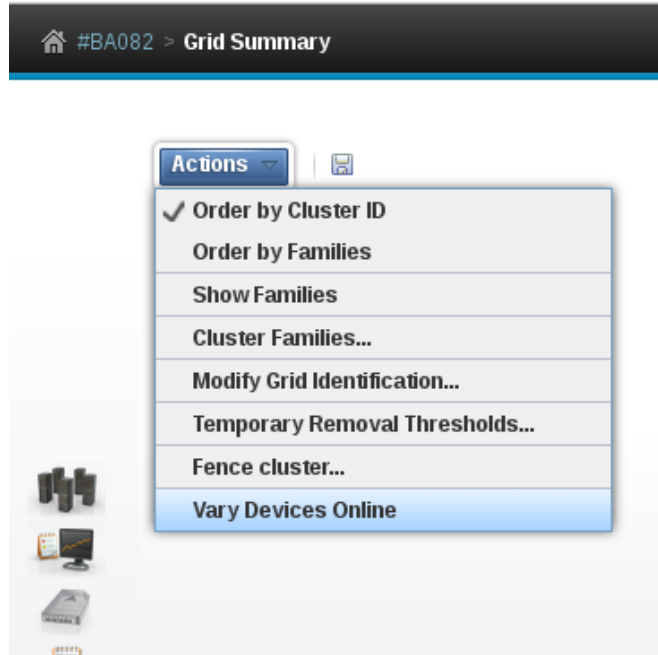 #BA082 > Grid Summary
Actions
Order by Cluster ID
Order by Families
Show Families
Cluster Families...
Modify Grid Identification...
Temporary Removal Thresholds...
Fence cluster...
Vary Devices Online